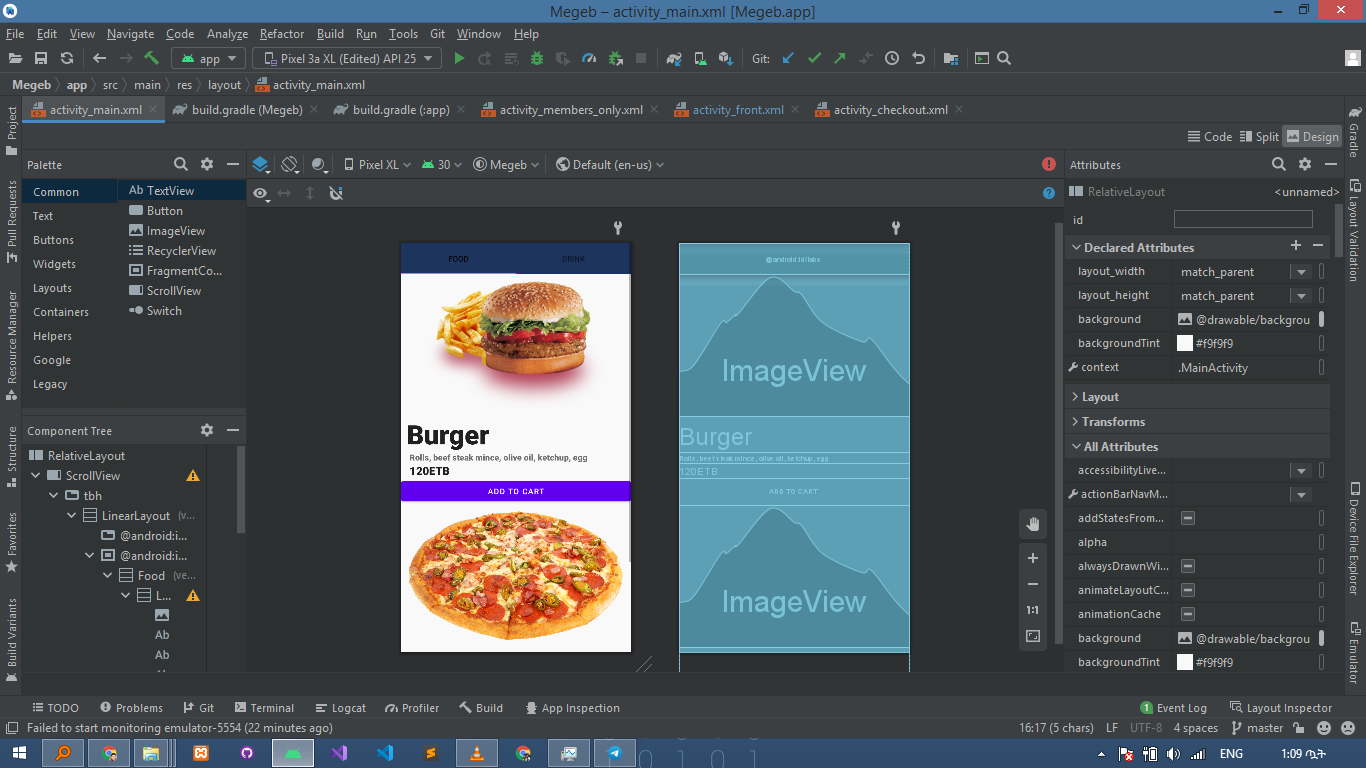 Megeb – activity_main.xml [Megeb.app]
File Edit View Navigate Code Analyze Refactor Build Run Tools Git Window Help
app Pixel 3a XL (Edited) API 25 Git:
Megeb app src main res layout activity_main.xml
activity_main.xml build.gradle (Megeb) build.gradle (:app) activity_members_only.xml activity_front.xml activity_checkout.xml
Code Split Design
Project
Pull Requests
Resource Manager
Structure
Favorites
Build Variants
Palette
Common
Text
Buttons
Widgets
Layouts
Containers
Helpers
Google
Legacy
Ab TextView
Button
ImageView
RecyclerView
FragmentCo...
ScrollView
Switch
Component Tree
RelativeLayout
ScrollView
tbh
LinearLayout (v...
@android:i...
@android:i...
Food (ve...
L...
Ab
Ab
Pixel XL 30 Megeb Default (en-us)
FOOD DRINK
Burger
Rolls, beef steak mince, olive oil, ketchup, egg
120ETB
ADD TO CART
@android:id/tabs
ImageView
Burger
Rolls, beef steak mince, olive oil, ketchup, egg
120ETB
ADD TO CART
ImageView
1:1
Attributes
RelativeLayout <unnamed>
id
Declared Attributes
layout_width match_parent
layout_height match_parent
background @drawable/backgrou
backgroundTint #f9f9f9
context .MainActivity
Layout
Transforms
All Attributes
accessibilityLive...
actionBarNavM...
addStatesFrom...
alpha
alwaysDrawnWi...
animateLayoutC...
animationCache
background @drawable/backgrou
backgroundTint #f9f9f9
Gradle
Layout Validation
Device File Explorer
Emulator
TODO Problems Git Terminal Logcat Profiler Build App Inspection 1 Event Log Layout Inspector
Failed to start monitoring emulator-5554 (22 minutes ago) 16:17 (5 chars) LF UTF-8 4 spaces master
0 1 0 1 ENG 1:09 ጧት